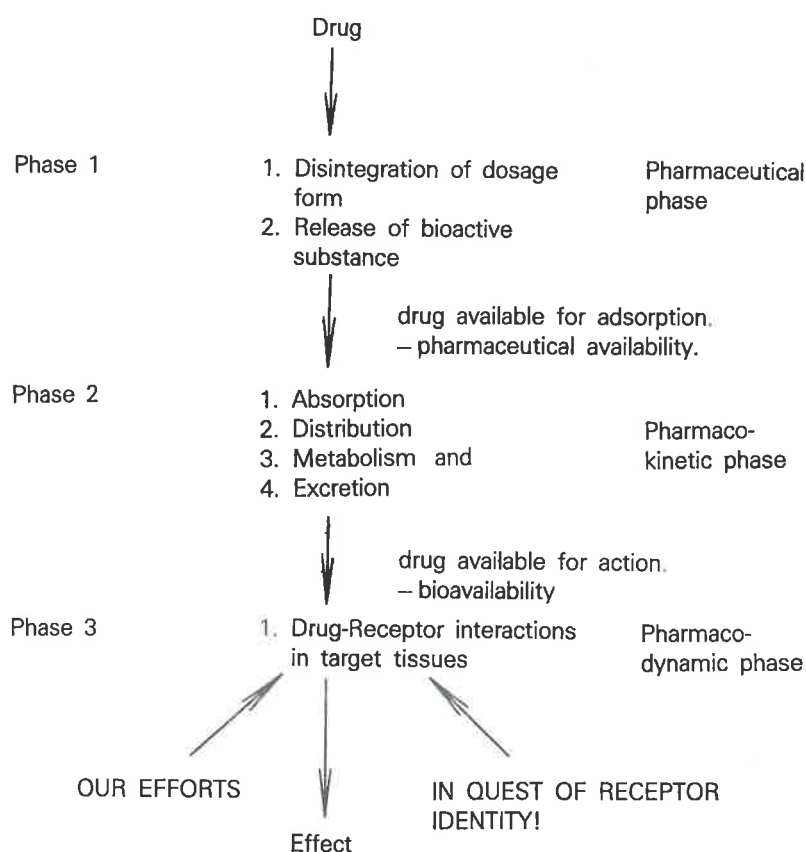 Drug
Phase 1
1. Disintegration of dosage
form
2. Release of bioactive
substance
Pharmaceutical
phase
drug available for adsorption.
– pharmaceutical availability.
Phase 2
1. Absorption
2. Distribution
3. Metabolism and
4. Excretion
Pharmaco-
kinetic phase
drug available for action.
– bioavailability
Phase 3
1. Drug-Receptor interactions
in target tissues
Pharmaco-
dynamic phase
OUR EFFORTS
IN QUEST OF RECEPTOR
IDENTITY!
Effect